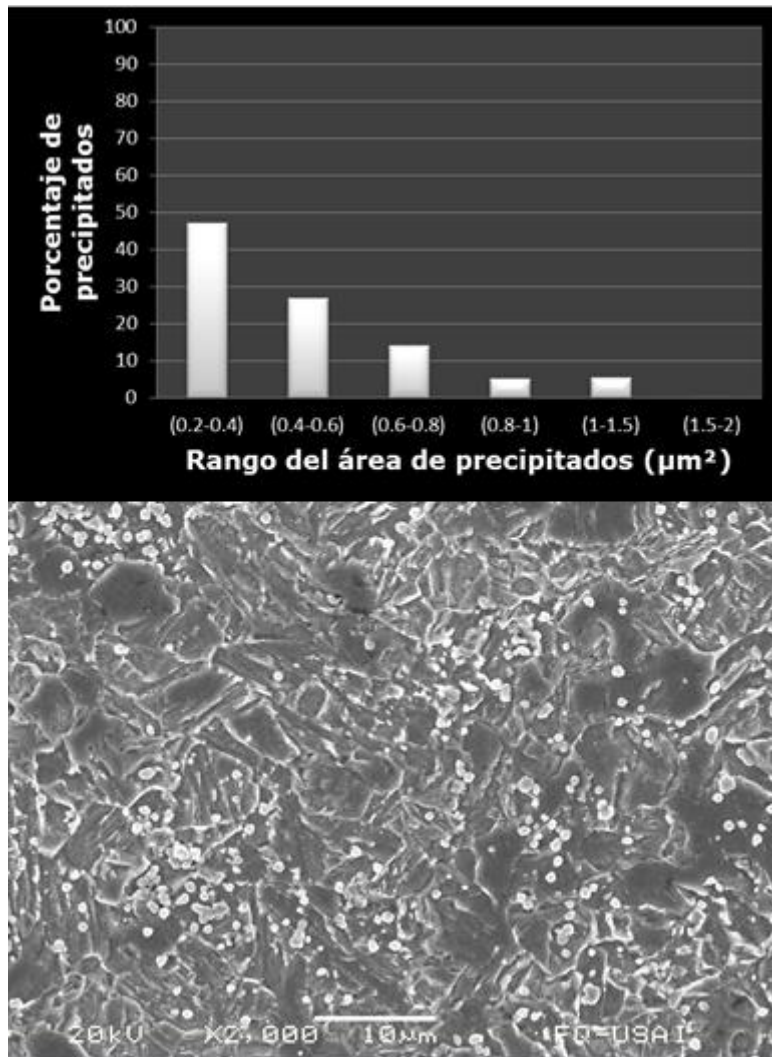 100
90
80
70
60
50
40
30
20
10
0
Porcentaje de
precipitados
(0.2-0.4) (0.4-0.6) (0.6-0.8) (0.8-1) (1-1.5) (1.5-2)
Rango del área de precipitados (µm²)
20kV X2,000 10µm FQ-USAI